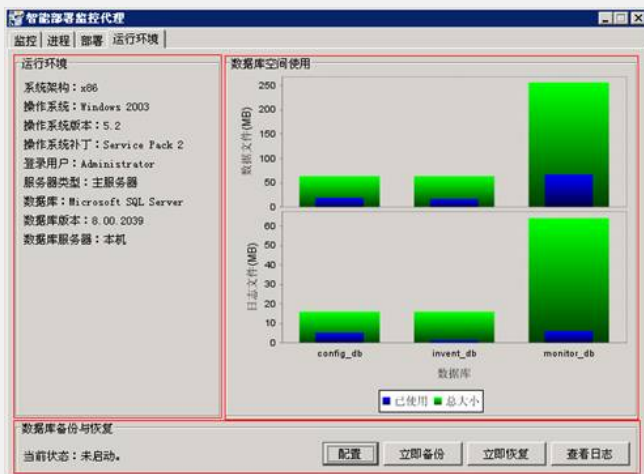 智能部署监控代理
监控 进程 部署 运行环境
运行环境
系统架构：x86
操作系统：Windows 2003
操作系统版本：5.2
操作系统补丁：Service Pack 2
登录用户：Administrator
服务器类型：主服务器
数据库：Microsoft SQL Server
数据库版本：8.00.2039
数据库服务器：本机
数据库空间使用
数据文件(MB)
250
200
150
100
50
0
日志文件(MB)
60
50
40
30
20
10
0
config_db invent_db monitor_db
数据库
已使用 总大小
数据库备份与恢复
当前状态：未启动。
配置 立即备份 立即恢复 查看日志